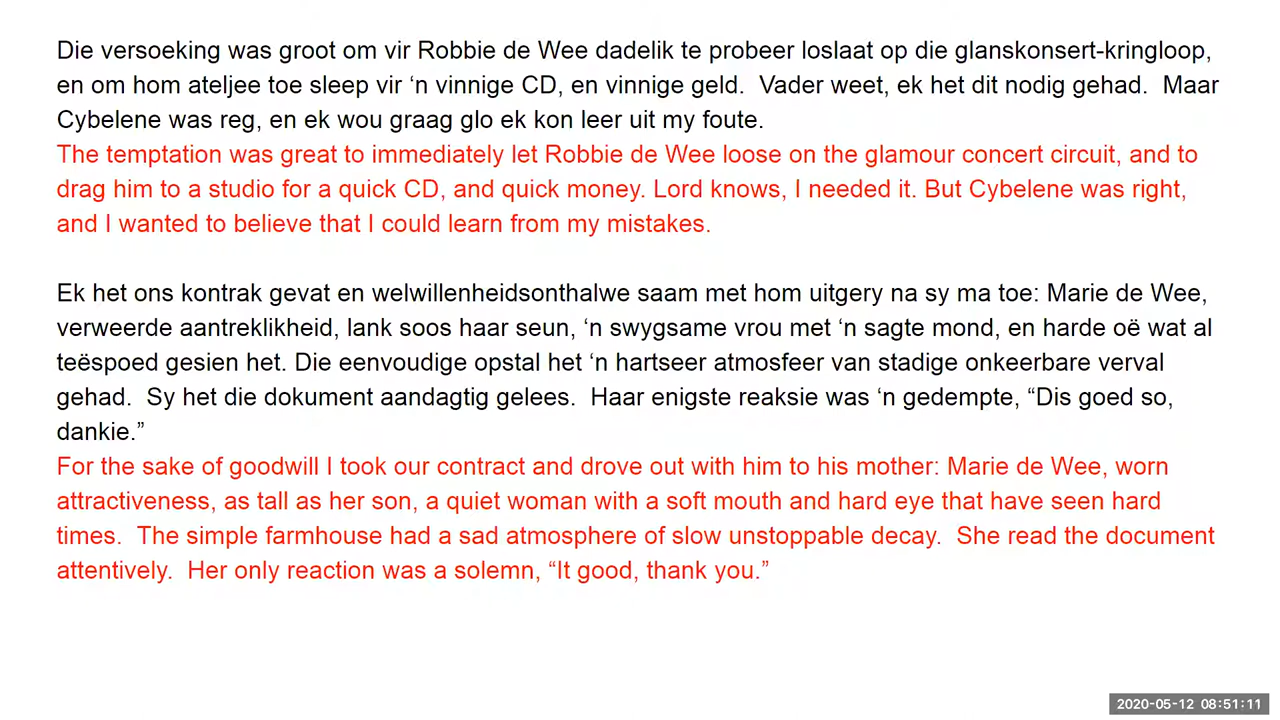 Die versoeking was groot om vir Robbie de Wee dadelik te probeer loslaat op die glanskonsert-kringloop,
en om hom ateljee toe sleep vir ‘n vinnige CD, en vinnige geld.  Vader weet, ek het dit nodig gehad.  Maar
Cybelene was reg, en ek wou graag glo ek kon leer uit my foute.
The temptation was great to immediately let Robbie de Wee loose on the glamour concert circuit, and to
drag him to a studio for a quick CD, and quick money. Lord knows, I needed it. But Cybelene was right,
and I wanted to believe that I could learn from my mistakes.
Ek het ons kontrak gevat en welwillenheidsonthalwe saam met hom uitgery na sy ma toe: Marie de Wee,
verweerde aantreklikheid, lank soos haar seun, ‘n swygsame vrou met ‘n sagte mond, en harde oë wat al
teëspoed gesien het. Die eenvoudige opstal het ‘n hartseer atmosfeer van stadige onkeerbare verval
gehad.  Sy het die dokument aandagtig gelees.  Haar enigste reaksie was ‘n gedempte, “Dis goed so,
dankie.”
For the sake of goodwill I took our contract and drove out with him to his mother: Marie de Wee, worn
attractiveness, as tall as her son, a quiet woman with a soft mouth and hard eye that have seen hard
times.  The simple farmhouse had a sad atmosphere of slow unstoppable decay.  She read the document
attentively.  Her only reaction was a solemn, “It good, thank you.”
2020-05-12 08:51:11